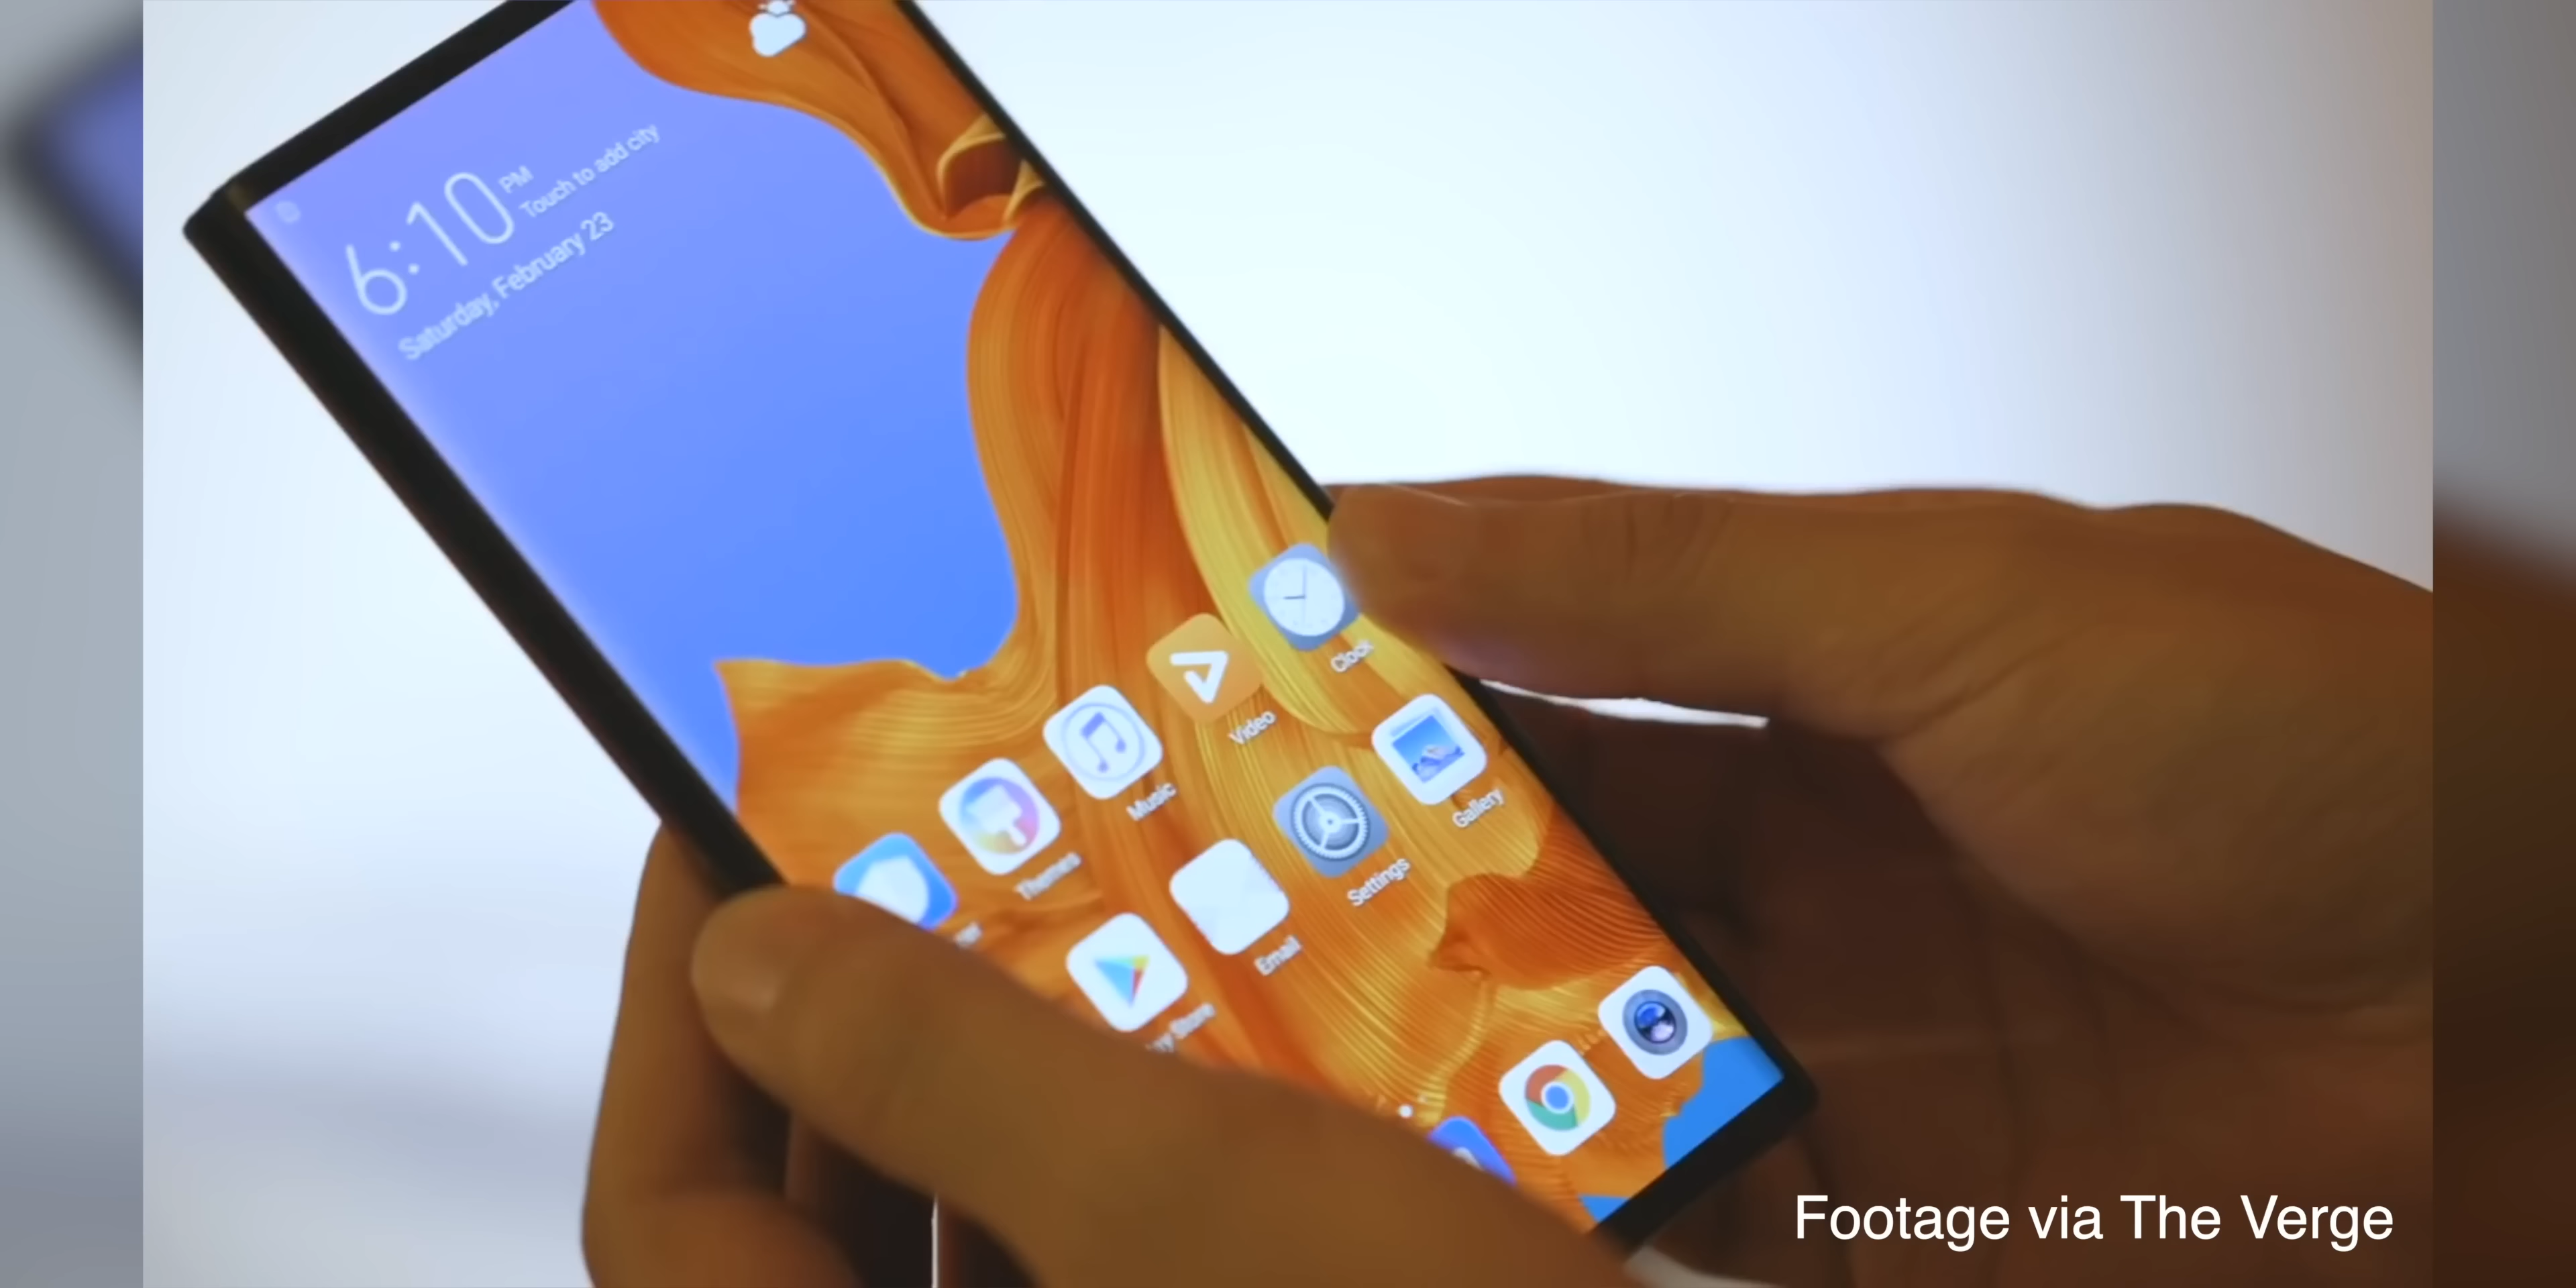 6:10 PM
Touch to add city
Saturday, February 23
Clock
Video
Music
Themes
Gallery
Settings
Email
Store
Footage via The Verge